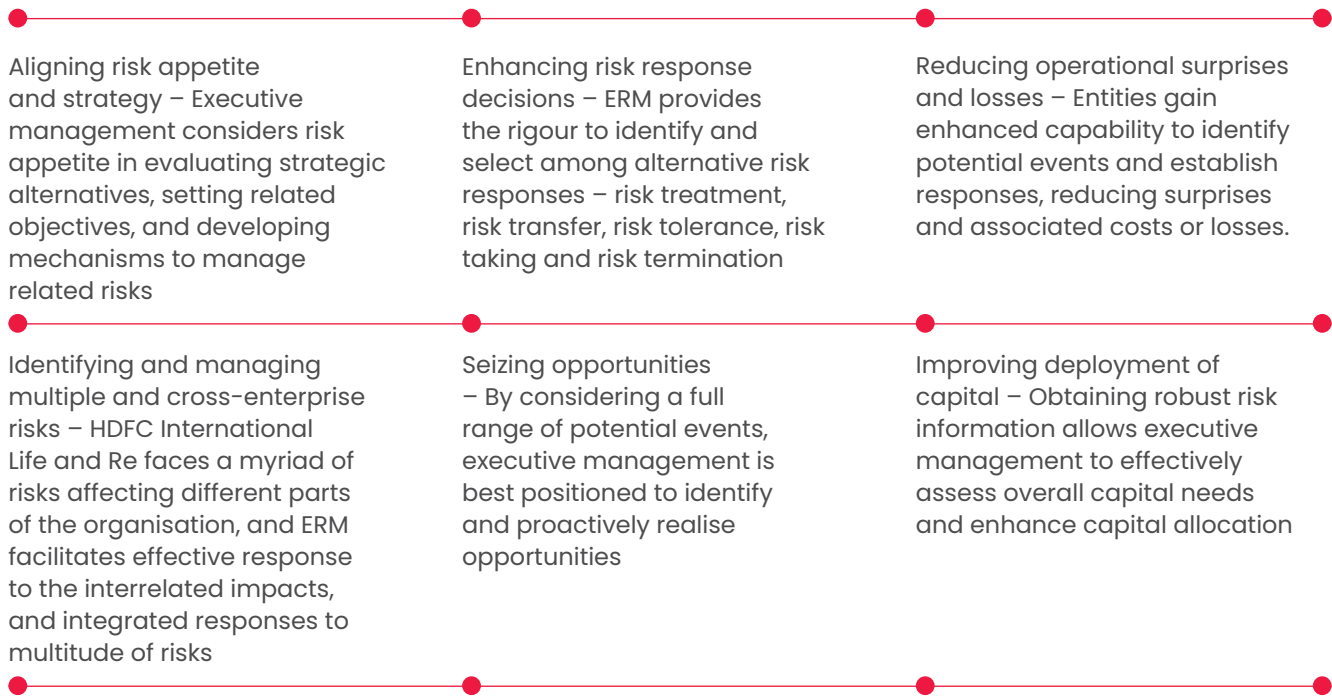 Aligning risk appetite
and strategy – Executive
management considers risk
appetite in evaluating strategic
alternatives, setting related
objectives, and developing
mechanisms to manage
related risks
Enhancing risk response
decisions – ERM provides
the rigour to identify and
select among alternative risk
responses – risk treatment,
risk transfer, risk tolerance, risk
taking and risk termination
Reducing operational surprises
and losses – Entities gain
enhanced capability to identify
potential events and establish
responses, reducing surprises
and associated costs or losses.
Identifying and managing
multiple and cross-enterprise
risks – HDFC International
Life and Re faces a myriad of
risks affecting different parts
of the organisation, and ERM
facilitates effective response
to the interrelated impacts,
and integrated responses to
multitude of risks
Seizing opportunities
– By considering a full
range of potential events,
executive management is
best positioned to identify
and proactively realise
opportunities
Improving deployment of
capital – Obtaining robust risk
information allows executive
management to effectively
assess overall capital needs
and enhance capital allocation